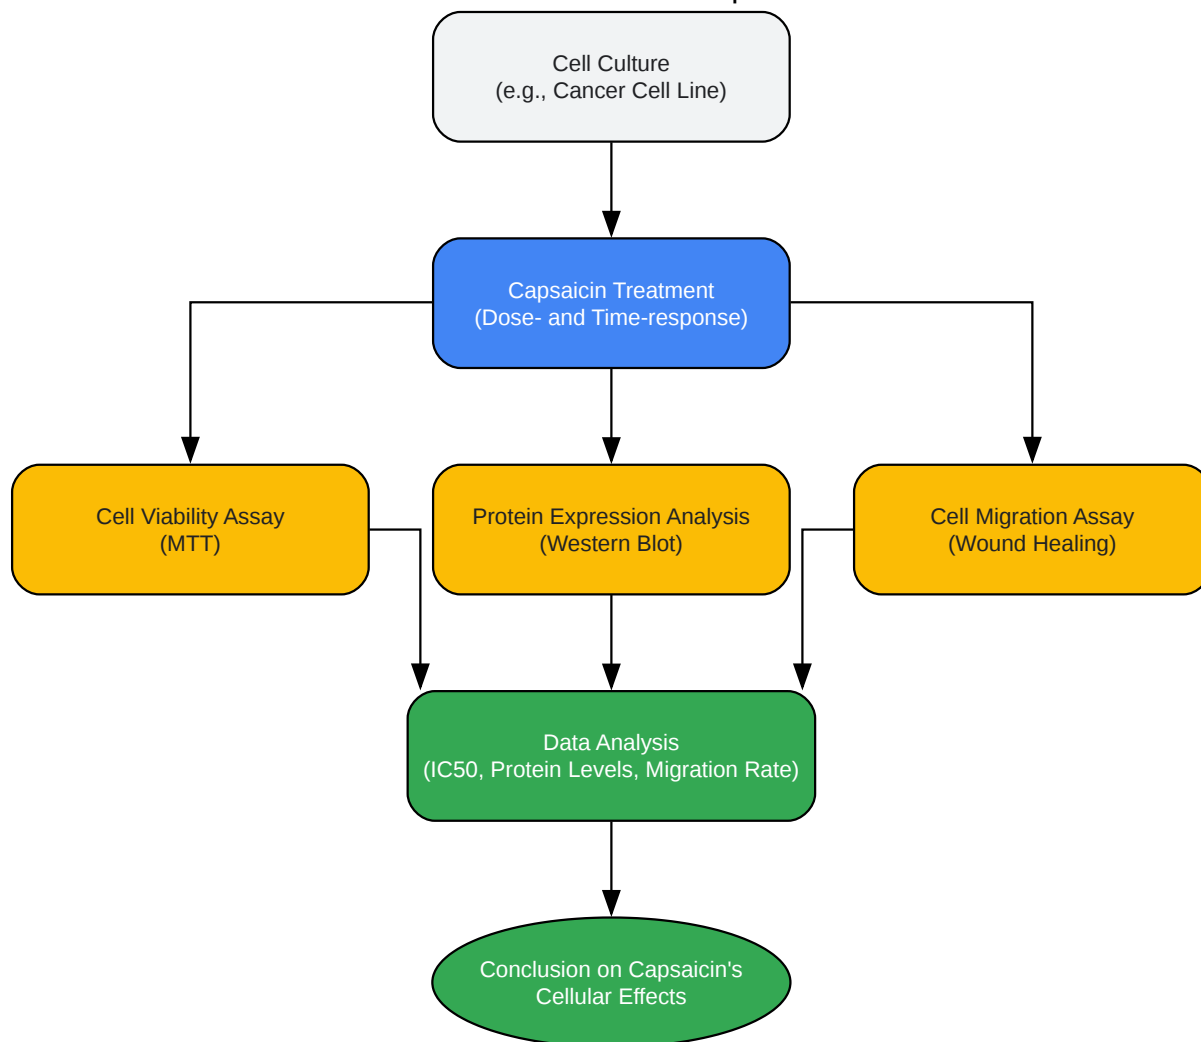 Cell Culture
(e.g., Cancer Cell Line)
Capsaicin Treatment
(Dose- and Time-response)
Cell Viability Assay
(MTT)
Protein Expression Analysis
(Western Blot)
Cell Migration Assay
(Wound Healing)
Data Analysis
(IC50, Protein Levels, Migration Rate)
Conclusion on Capsaicin's
Cellular Effects